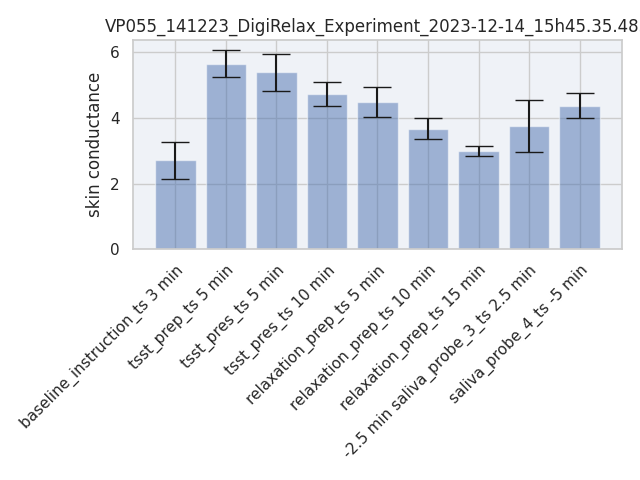 VP055_141223_DigiRelax_Experiment_2023-12-14_15h45.35.48
skin conductance
6
4
2
0
baseline_instruction_ts 3 min
tsst_prep_ts 5 min
tsst_pres_ts 5 min
tsst_pres_ts 10 min
relaxation_prep_ts 5 min
relaxation_prep_ts 10 min
relaxation_prep_ts 15 min
-2.5 min saliva_probe_3_ts 2.5 min
saliva_probe_4_ts -5 min